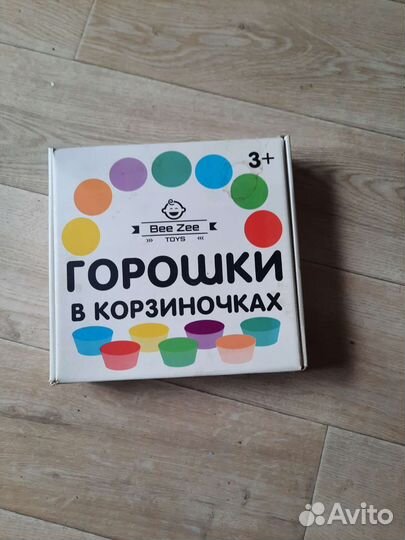 3+
Bee Zee
TOYS
ГОРОШКИ
В КОРЗИНОЧКАХ
Avito